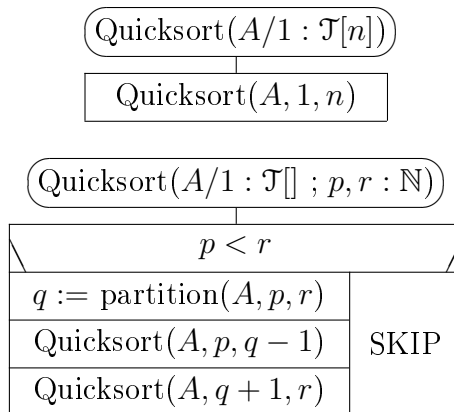 Quicksort(A/1 : 𝒯[n])
Quicksort(A, 1, n)
Quicksort(A/1 : 𝒯[] ; p, r : ℕ)
p < r
q := partition(A, p, r)
Quicksort(A, p, q − 1)
SKIP
Quicksort(A, q + 1, r)